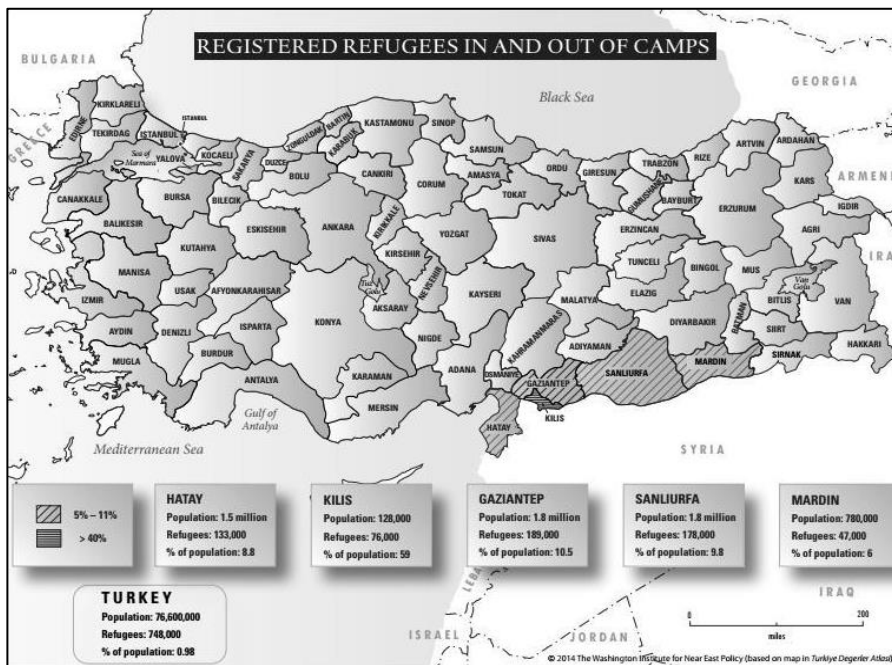 REGISTERED REFUGEES IN AND OUT OF CAMPS
BULGARIA
GREECE
Black Sea
GEORGIA
ARMENI
IRA
KIRKLARELI
EDIRNE
TEKIRDAG
ISTANBUL
ISTANBUL
Sea of
Marmara
YALOVA
KOCAELI
SAKARYA
DUZCE
ZONGULDAK
BARTIN
KARABUK
KASTAMONU
SINOP
SAMSUN
ORDU
GIRESUN
TRABZON
RIZE
ARTVIN
ARDAHAN
CANAKKALE
BURSA
BILECIK
BOLU
CANKIRI
CORUM
AMASYA
TOKAT
GUMUSHANE
BAYBURT
ERZURUM
KARS
IGDIR
BALIKESIR
KUTAHYA
ESKISEHIR
ANKARA
KIRIKKALE
YOZGAT
SIVAS
ERZINCAN
AGRI
MANISA
USAK
AFYONKARAHISAR
KIRSEHIR
NEVSEHIR
KAYSERI
MALATYA
TUNCELI
ELAZIG
BINGOL
MUS
Van
Golu
BITLIS
VAN
Tuz
Golu
AKSARAY
IZMIR
AYDIN
DENIZLI
ISPARTA
KONYA
NIGDE
KAHRAMANMARAS
ADIYAMAN
DIYARBAKIR
BATMAN
SIIRT
SIRNAK
HAKKARI
MUGLA
BURDUR
ANTALYA
KARAMAN
MERSIN
ADANA
OSMANIYE
GAZIANTEP
SANLIURFA
MARDIN
HATAY
KILIS
Gulf of
Antalya
Mediterranean Sea
SYRIA
5% – 11%
> 40%
HATAY
Population: 1.5 million
Refugees: 133,000
% of population: 8.8
KILIS
Population: 128,000
Refugees: 76,000
% of population: 59
GAZIANTEP
Population: 1.8 million
Refugees: 189,000
% of population: 10.5
SANLIURFA
Population: 1.8 million
Refugees: 178,000
% of population: 9.8
MARDIN
Population: 780,000
Refugees: 47,000
% of population: 6
TURKEY
Population: 76,600,000
Refugees: 748,000
% of population: 0.98
LEBA
ISRAEL
JORDAN
IRAQ
0
200
miles
© 2014 The Washington Institute for Near East Policy (based on map in Turkiye Degerler Atlasi)